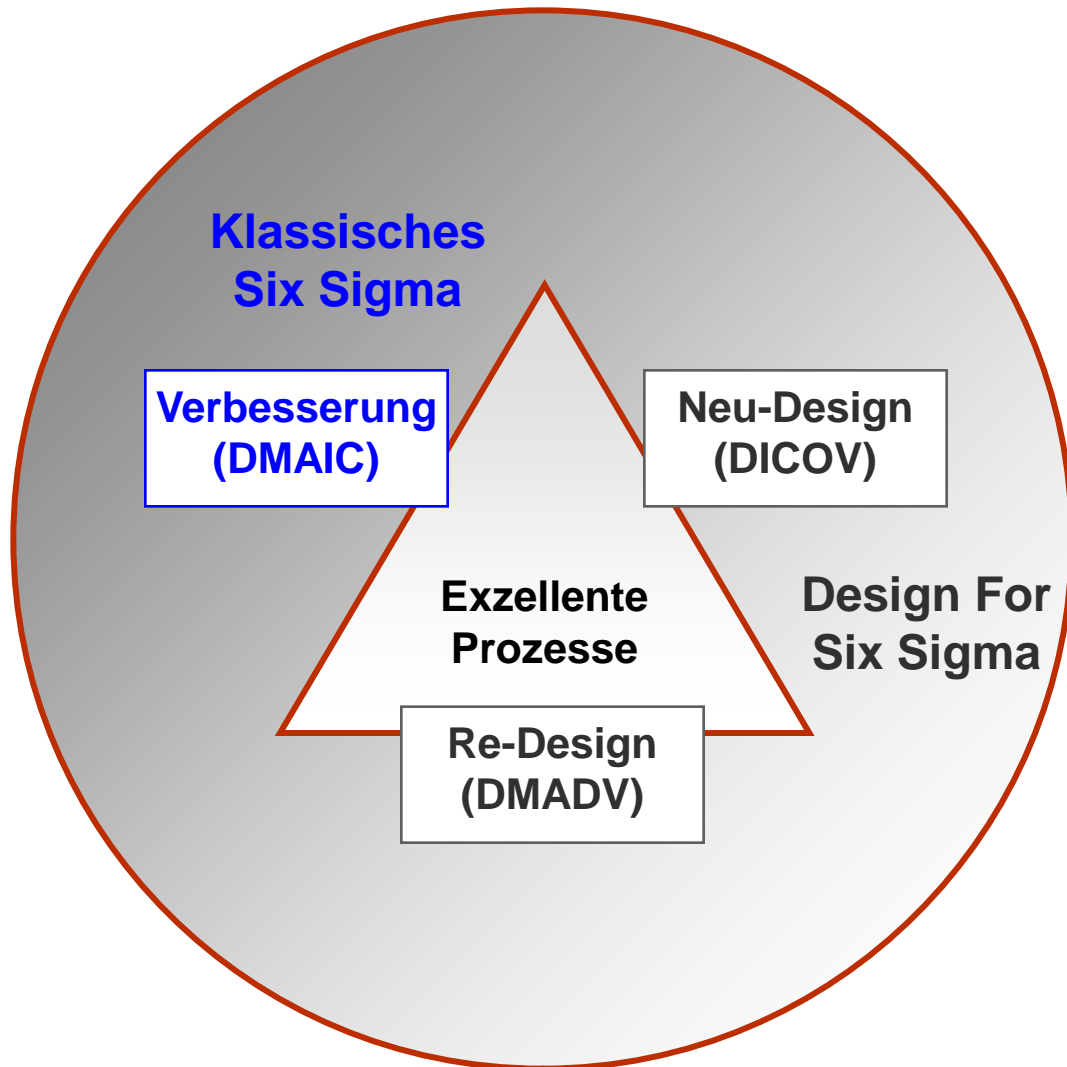 Klassisches
Six Sigma
Verbesserung
(DMAIC)
Neu-Design
(DICOV)
Exzellente
Prozesse
Design For
Six Sigma
Re-Design
(DMADV)